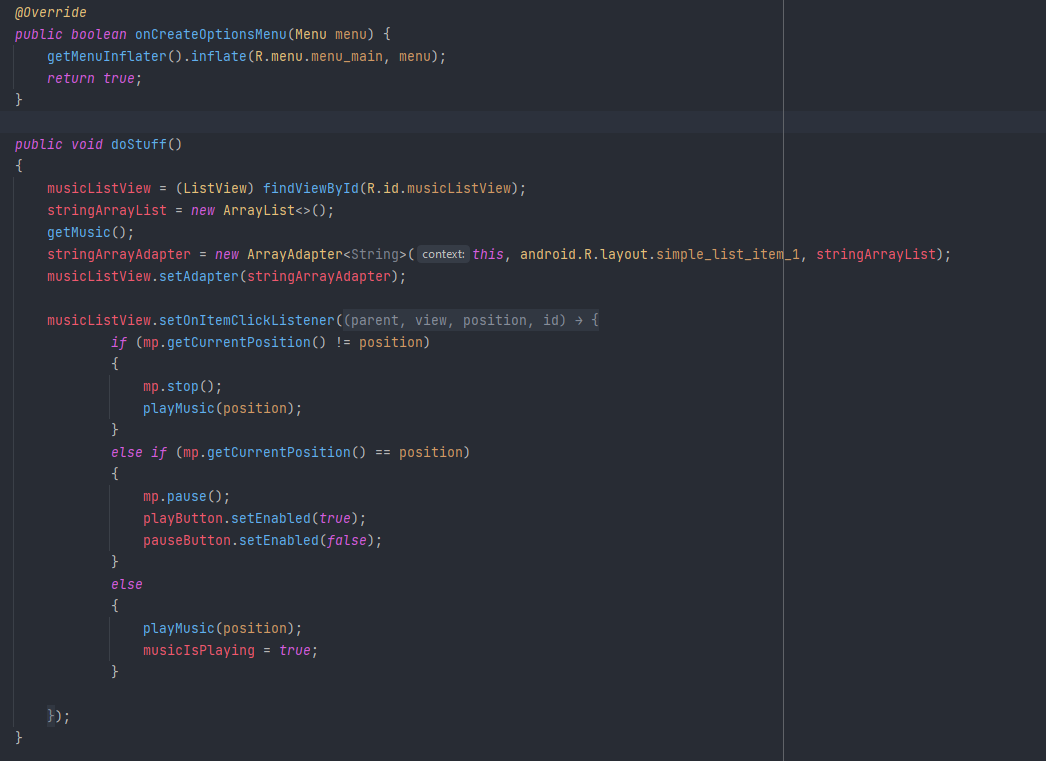 @Override
public boolean onCreateOptionsMenu(Menu menu) {
    getMenuInflater().inflate(R.menu.menu_main, menu);
    return true;
}
public void doStuff()
{
    musicListView = (ListView) findViewById(R.id.musicListView);
    stringArrayList = new ArrayList<>();
    getMusic();
    stringArrayAdapter = new ArrayAdapter<String>( context: this, android.R.layout.simple_list_item_1, stringArrayList);
    musicListView.setAdapter(stringArrayAdapter);
    musicListView.setOnItemClickListener((parent, view, position, id) → {
            if (mp.getCurrentPosition() != position)
            {
                mp.stop();
                playMusic(position);
            }
            else if (mp.getCurrentPosition() == position)
            {
                mp.pause();
                playButton.setEnabled(true);
                pauseButton.setEnabled(false);
            }
            else
            {
                playMusic(position);
                musicIsPlaying = true;
            }
    });
}